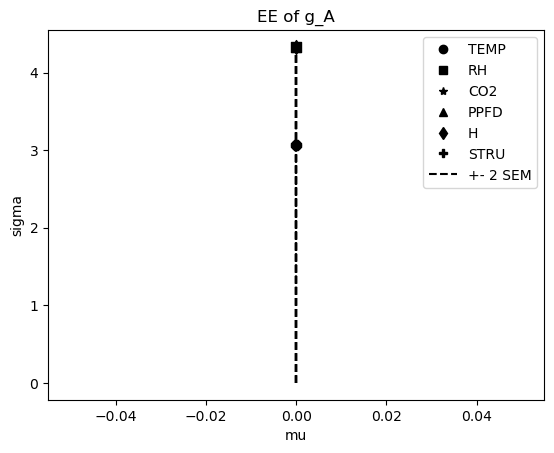 EE of g_A
TEMP
RH
CO2
PPFD
H
STRU
+- 2 SEM
sigma
4
3
2
1
0
−0.04
−0.02
0.00
0.02
0.04
mu